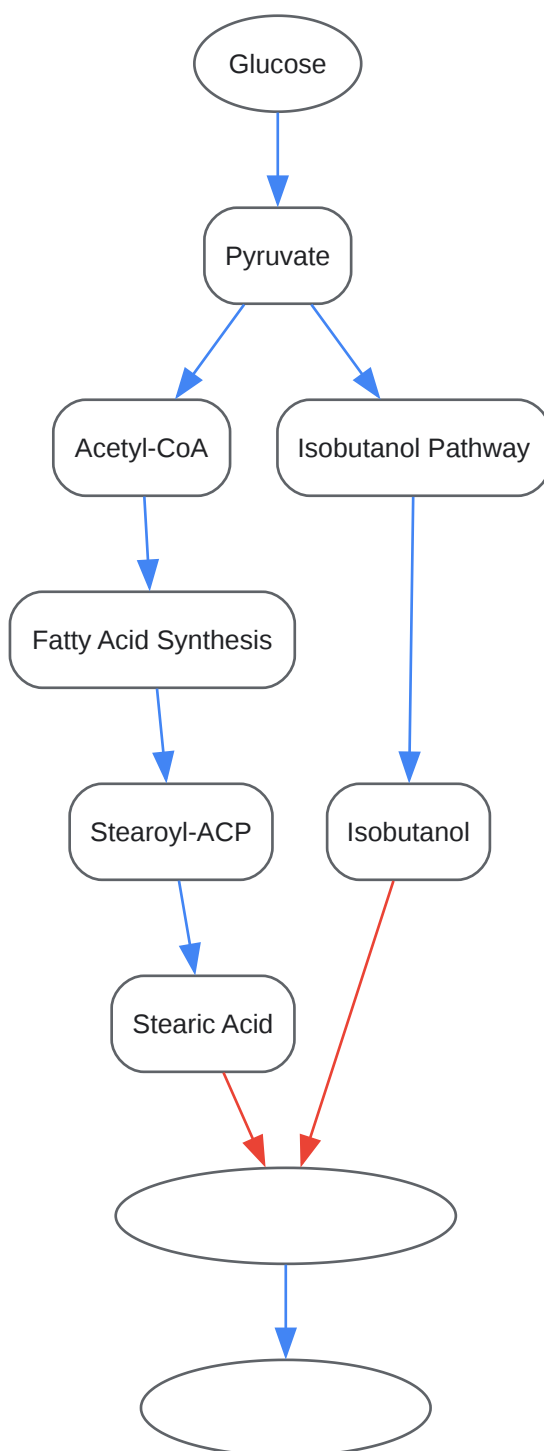 Glucose
Pyruvate
Acetyl-CoA
Isobutanol Pathway
Fatty Acid Synthesis
Stearoyl-ACP
Isobutanol
Stearic Acid